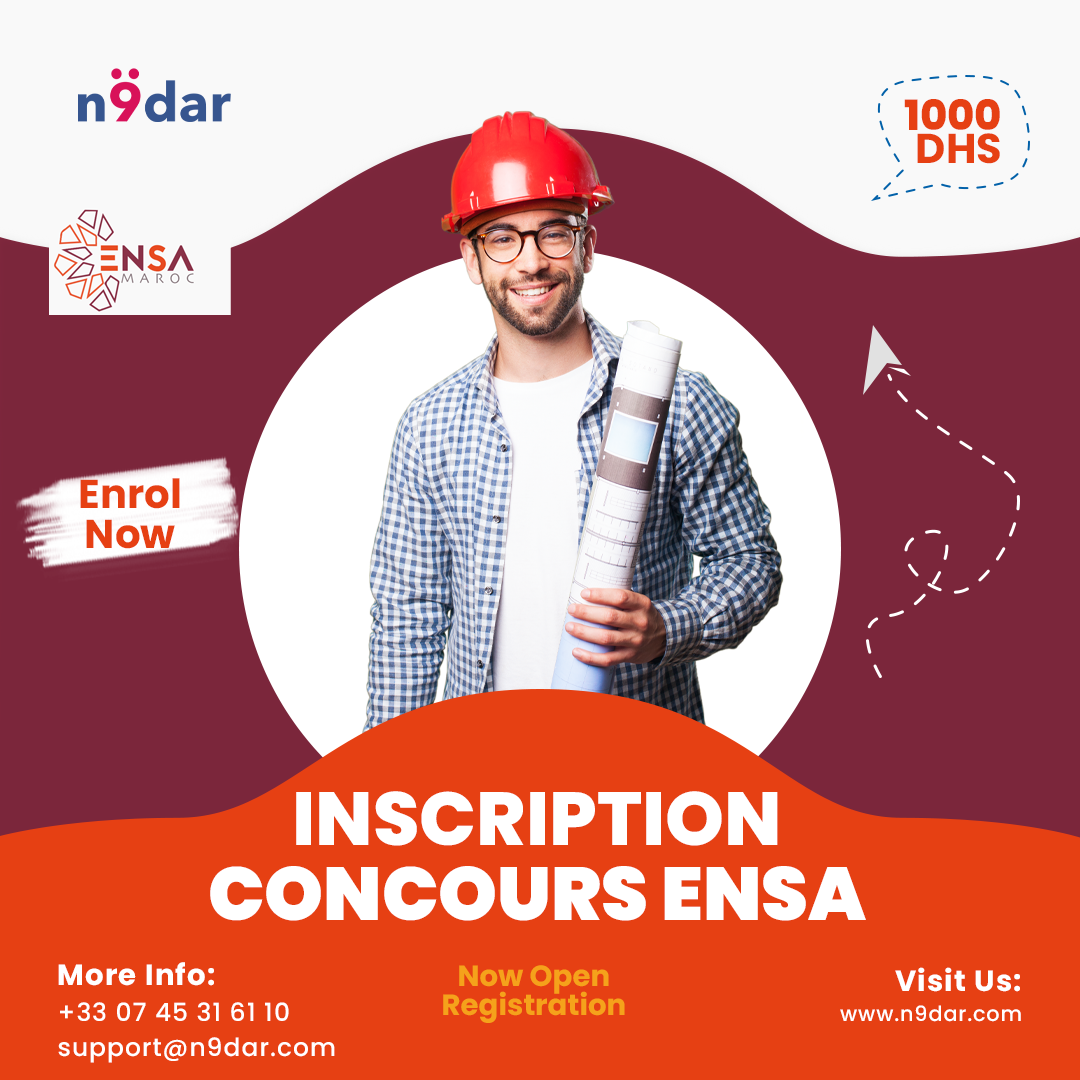 n9dar
1000
DHS
ENSA
MAROC
Enrol
Now
INSCRIPTION
CONCOURS ENSA
More Info:
+33 07 45 31 61 10
support@n9dar.com
Now Open
Registration
Visit Us:
www.n9dar.com